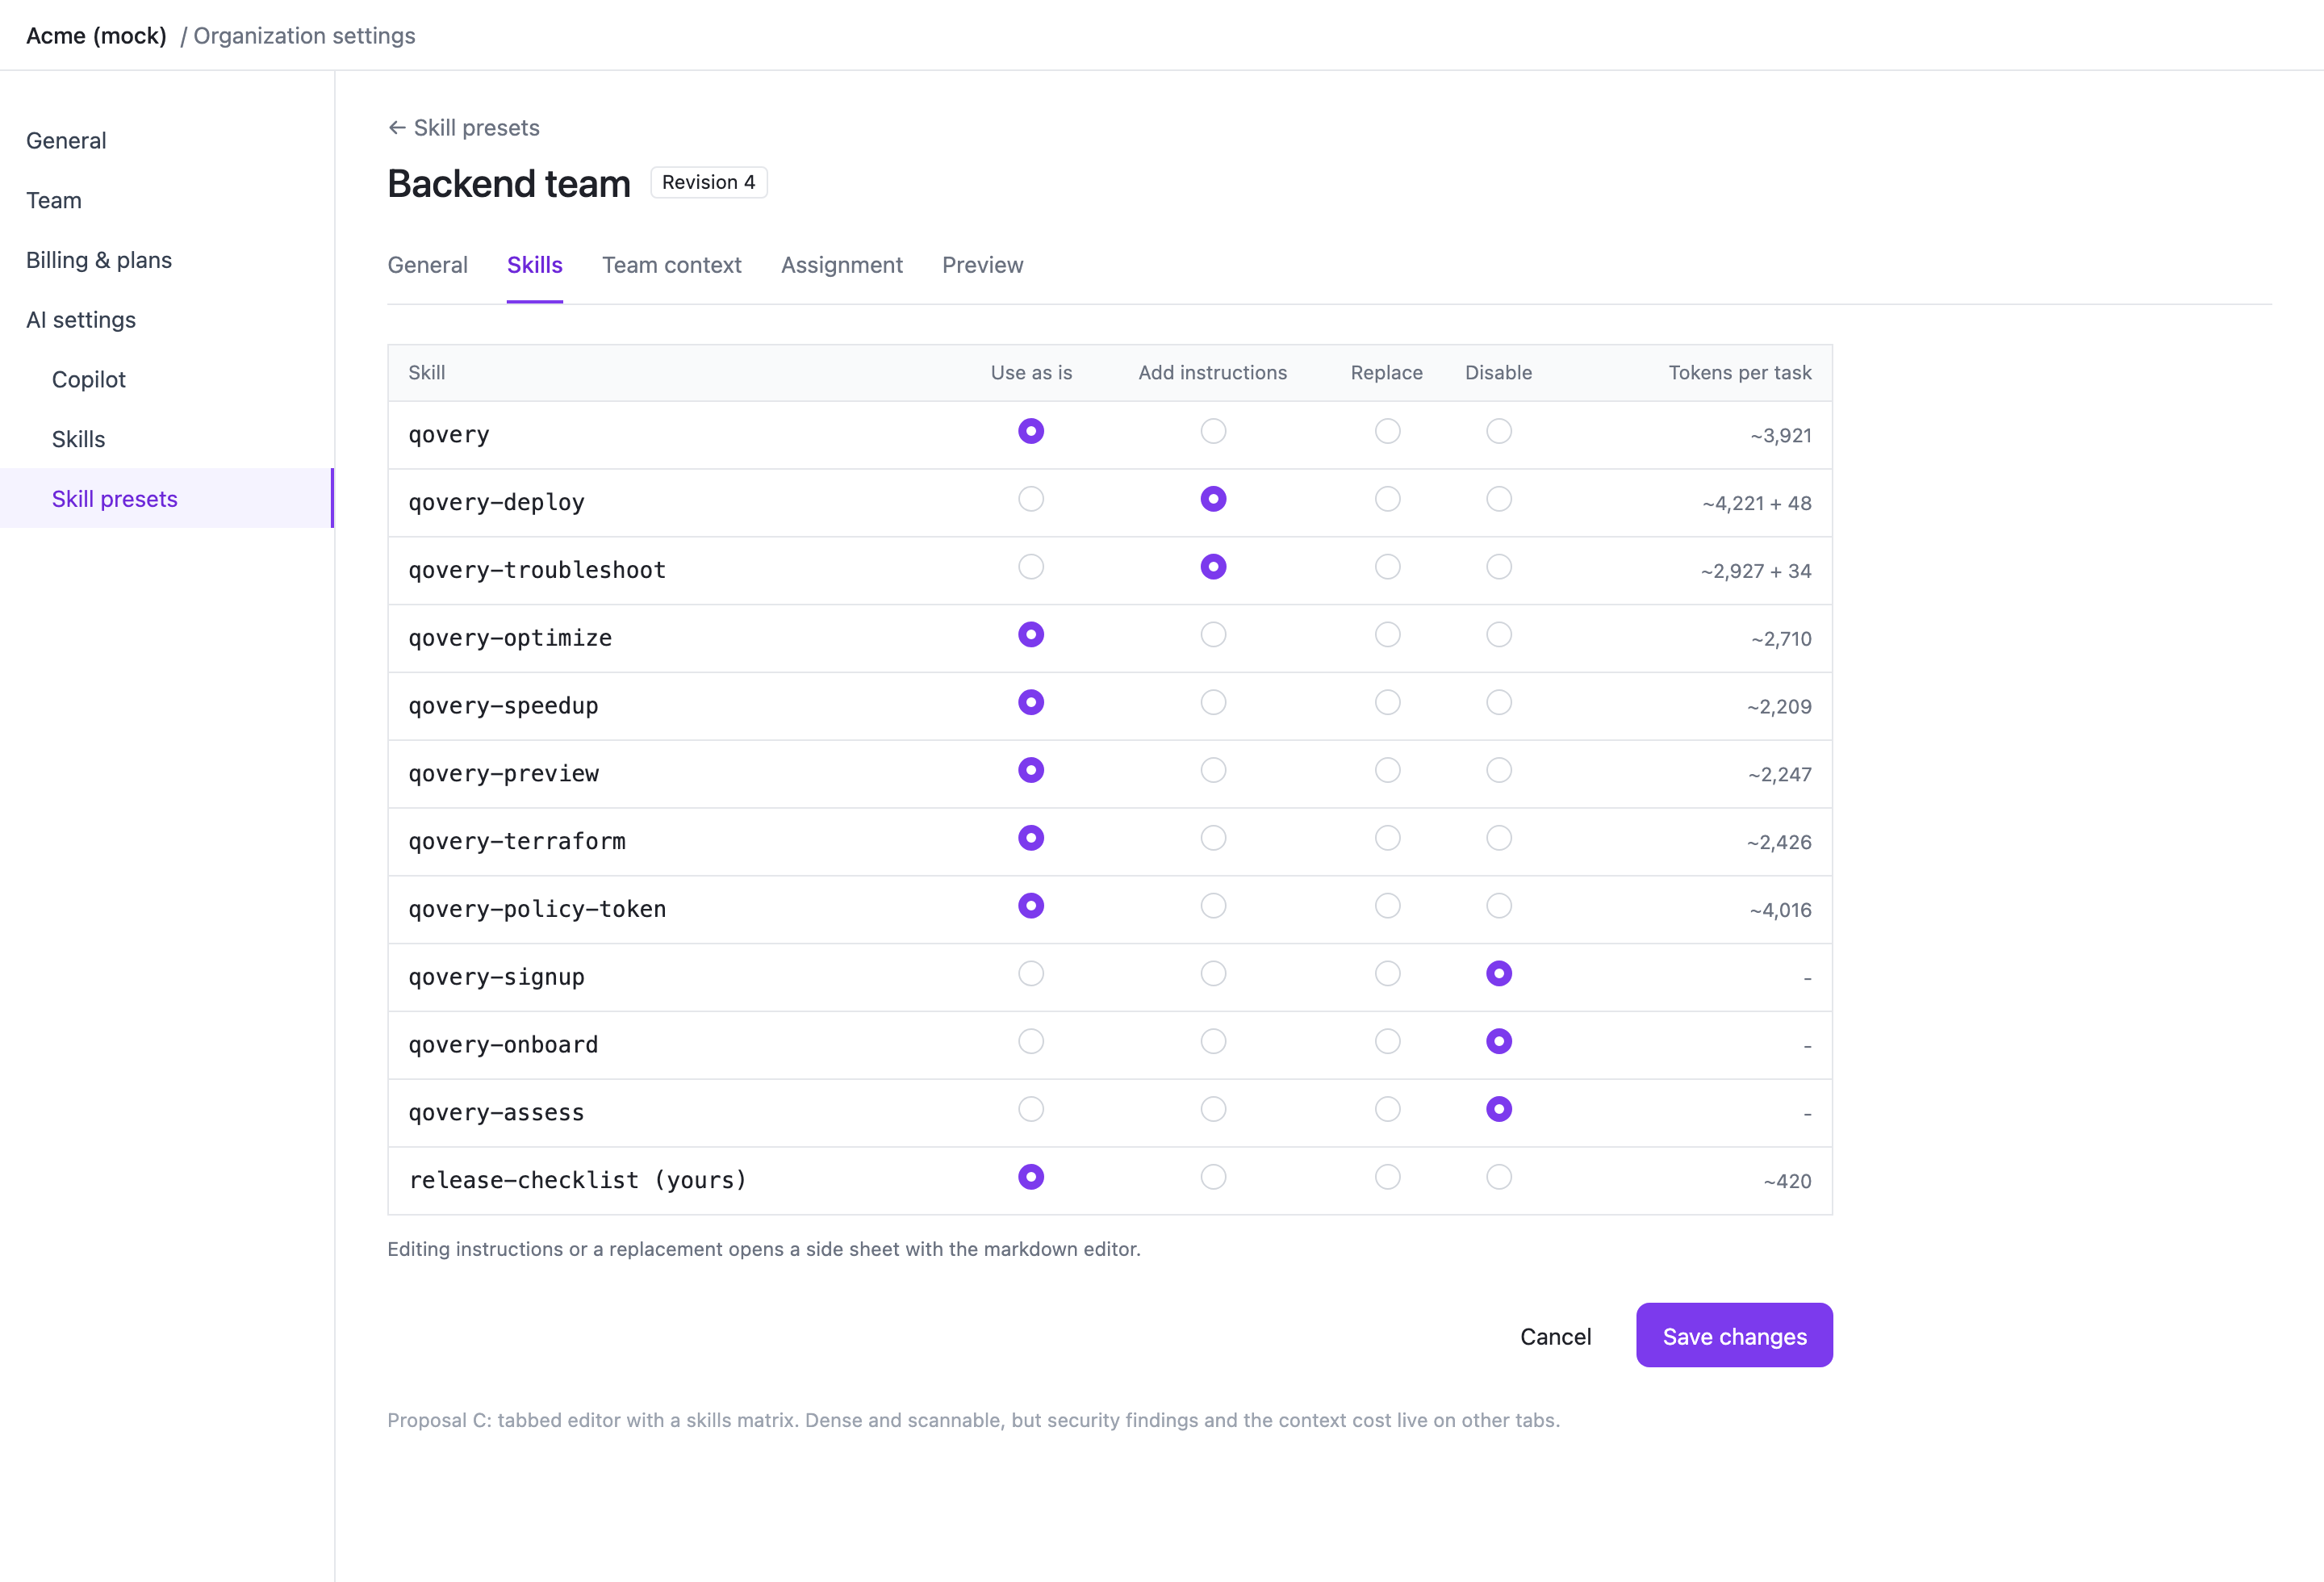 Acme (mock) / Organization settings
General
Team
Billing & plans
AI settings
Copilot
Skills
Skill presets
← Skill presets
Backend team Revision 4
General Skills Team context Assignment Preview
Skill Use as is Add instructions Replace Disable Tokens per task
qovery ~3,921
qovery-deploy ~4,221 + 48
qovery-troubleshoot ~2,927 + 34
qovery-optimize ~2,710
qovery-speedup ~2,209
qovery-preview ~2,247
qovery-terraform ~2,426
qovery-policy-token ~4,016
qovery-signup -
qovery-onboard -
qovery-assess -
release-checklist (yours) ~420
Editing instructions or a replacement opens a side sheet with the markdown editor.
Cancel Save changes
Proposal C: tabbed editor with a skills matrix. Dense and scannable, but security findings and the context cost live on other tabs.